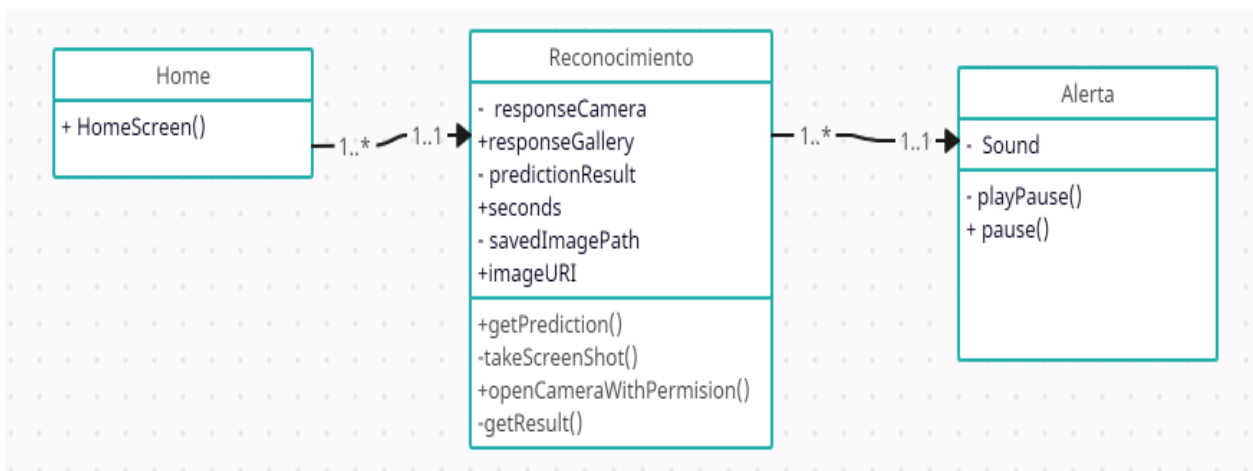 Home
+ HomeScreen()
1..*
1..1
Reconocimiento
- responseCamera
+responseGallery
- predictionResult
+seconds
- savedImagePath
+imageURI
+getPrediction()
-takeScreenShot()
+openCameraWithPermision()
-getResult()
1..*
1..1
Alerta
- Sound
- playPause()
+ pause()